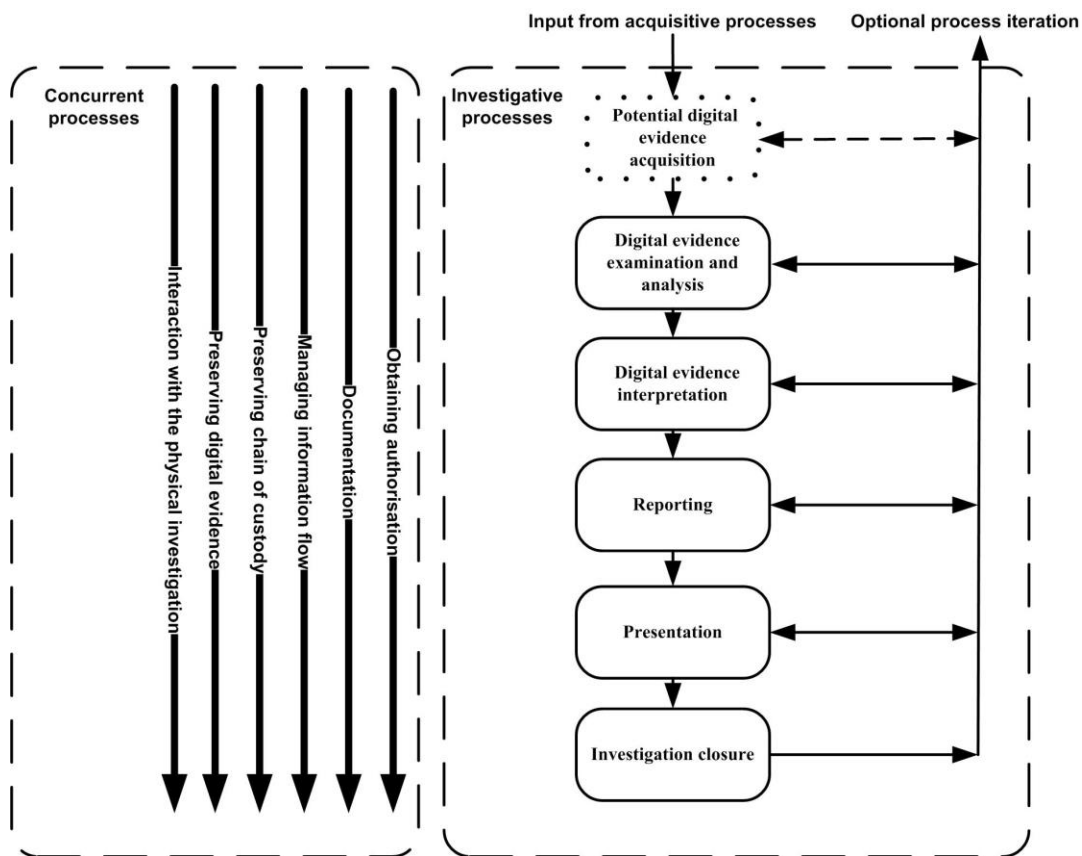 Input from acquisitive processes
Optional process iteration
Concurrent
processes
Interaction with the physical investigation
Preserving digital evidence
Preserving chain of custody
Managing information flow
Documentation
Obtaining authorisation
Investigative
processes
Potential digital
evidence
acquisition
Digital evidence
examination and
analysis
Digital evidence
interpretation
Reporting
Presentation
Investigation closure